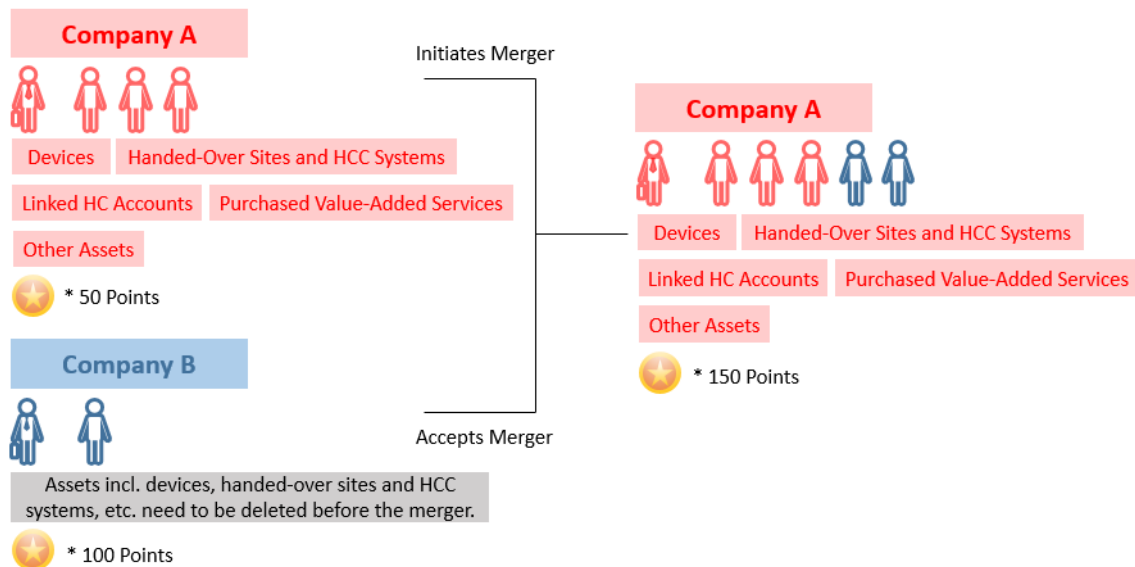 Company A
Initiates Merger
Devices
Handed-Over Sites and HCC Systems
Linked HC Accounts
Purchased Value-Added Services
Other Assets
* 50 Points
Company B
Accepts Merger
Assets incl. devices, handed-over sites and HCC
systems, etc. need to be deleted before the merger.
* 100 Points
Company A
Devices
Handed-Over Sites and HCC Systems
Linked HC Accounts
Purchased Value-Added Services
Other Assets
* 150 Points